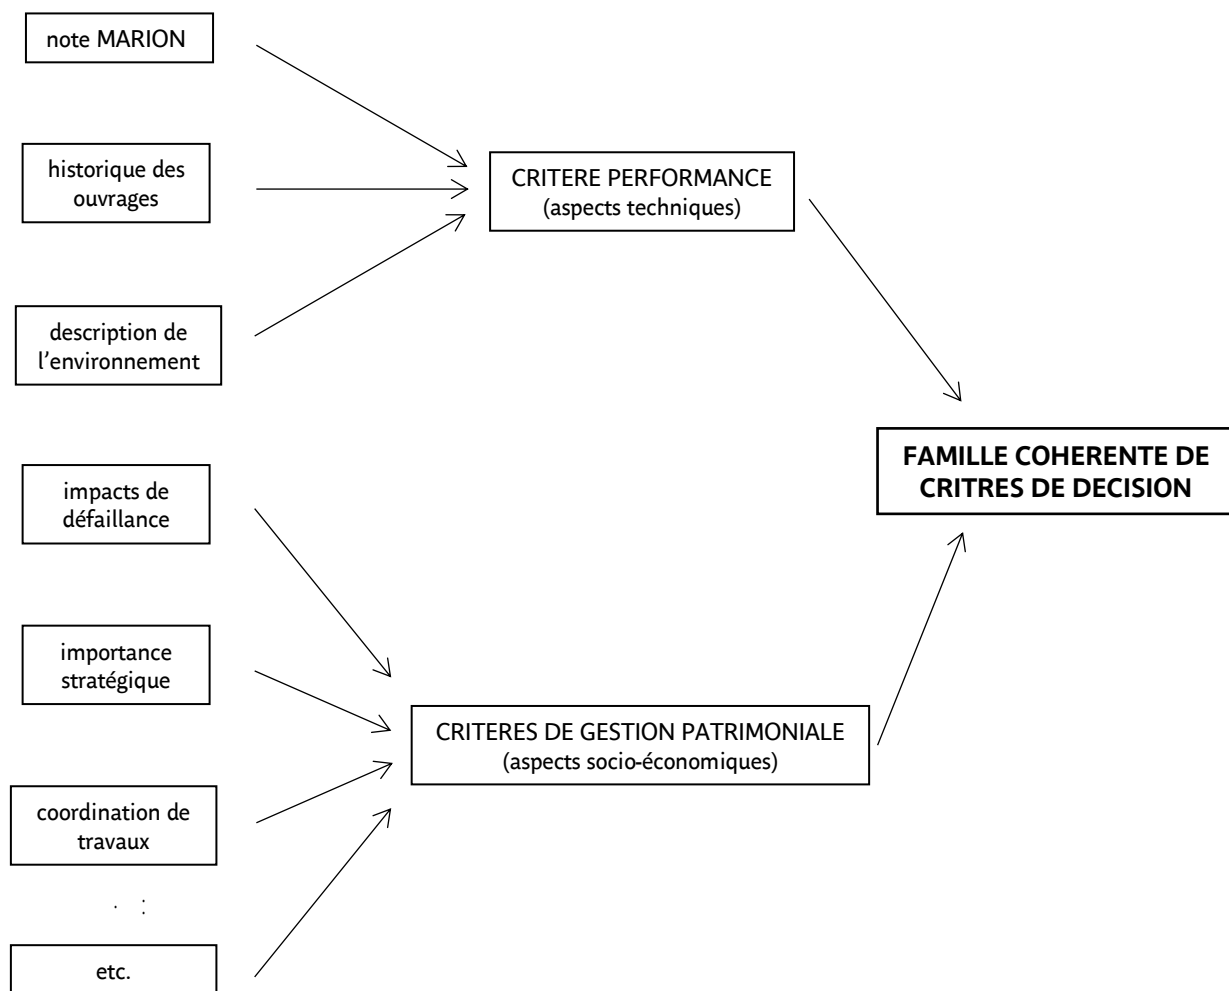 note MARION
historique des
ouvrages
description de
l'environnement
impacts de
défaillance
importance
stratégique
coordination de
travaux
. :
etc.
CRITERE PERFORMANCE
(aspects techniques)
CRITERES DE GESTION PATRIMONIALE
(aspects socio-économiques)
FAMILLE COHERENTE DE
CRITRES DE DECISION